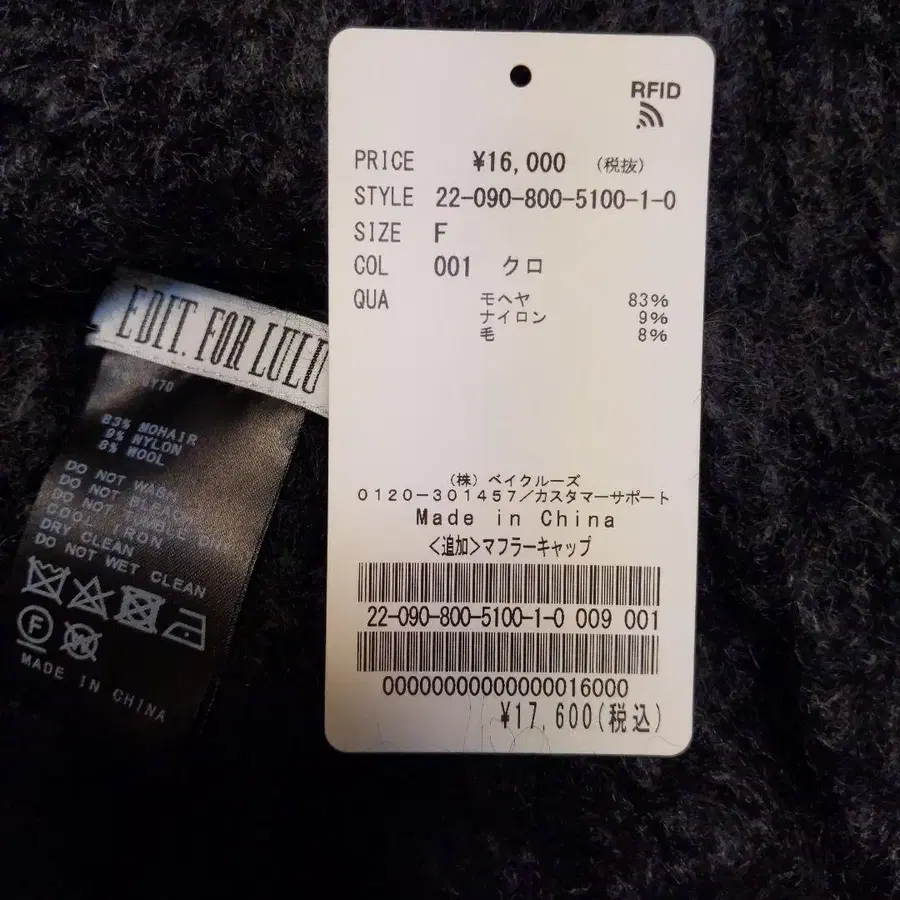 RFID
PRICE ¥16,000 (税抜)
STYLE 22-090-800-5100-1-0
SIZE F
COL 001 クロ
QUA モヘヤ 83%
ナイロン 9%
毛 8%
(株) ベイクルーズ
0120-301457/カスタマーサポート
Made in China
<追加>マフラーキャップ
22-090-800-5100-1-0 009 001
00000000000000016000
¥17,600(税込)
EDIT. FOR LULU
83% MOHAIR
9% NYLON
8% WOOL
DO NOT WASH
DO NOT BLEACH
DO NOT TUMBLE DRY
COOL IRON
DRY CLEAN
DO NOT WET CLEAN
F
W
MADE IN CHINA